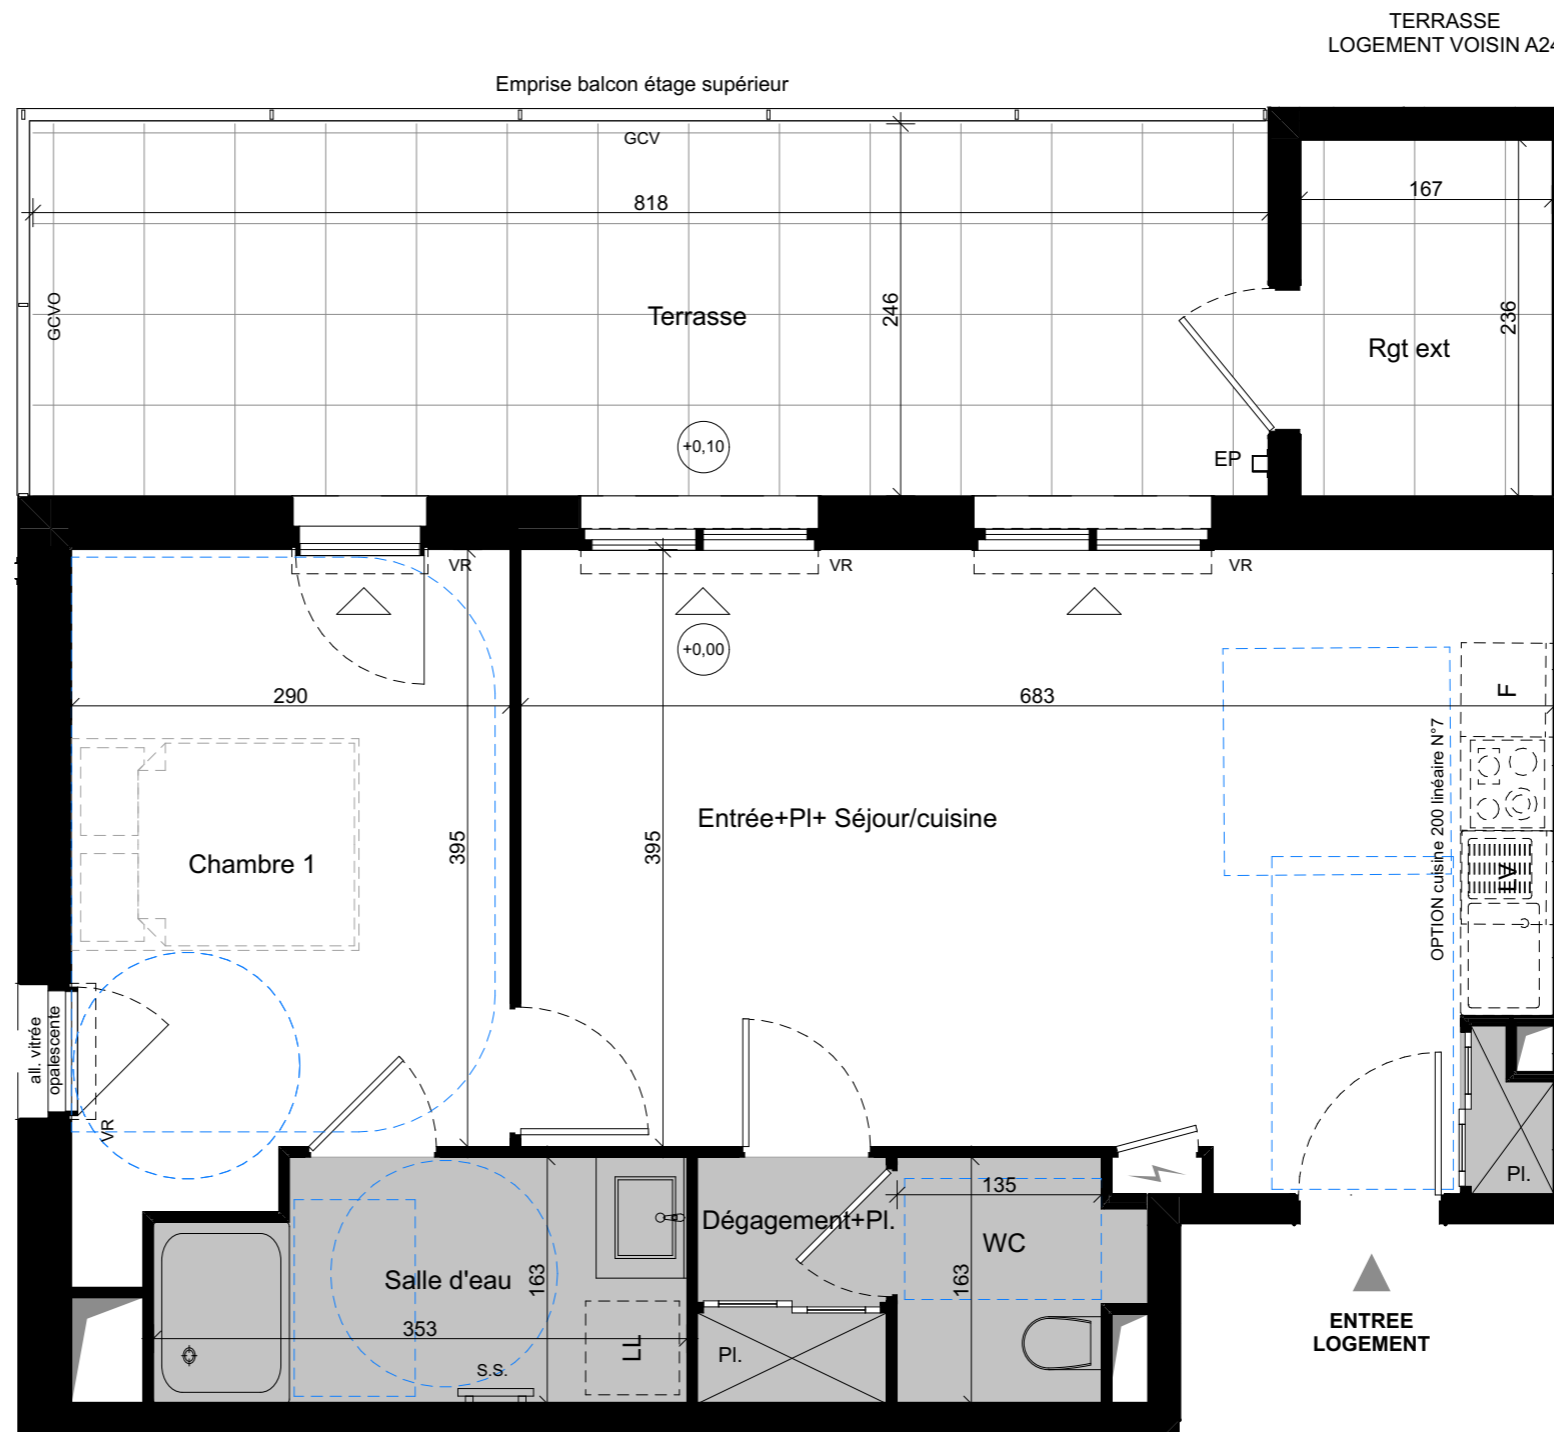 TERRASSE
LOGEMENT VOISIN A24
Emprise balcon étage supérieur
GCV
818
167
GCVO
Terrasse
246
236
Rgt ext
+0,10
EP
VR
VR
VR
+0,00
290
683
F
OPTION cuisine 200 linéaire N°7
Entrée+Pl+ Séjour/cuisine
395
395
Chambre 1
LV
all. vitrée
opalescente
VR
Pl.
135
Dégagement+Pl.
WC
Salle d'eau
163
163
353
LL
Pl.
S.S.
ENTREE
LOGEMENT